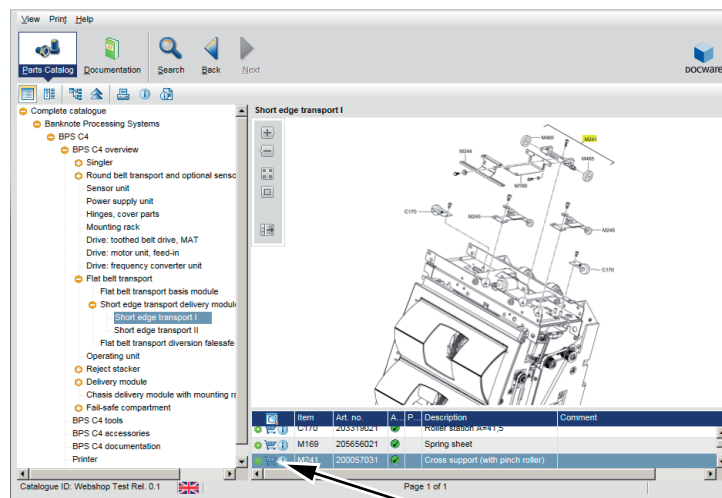 View Print Help
Parts Catalog Documentation Search Back Next
DOCWARE
Complete catalogue
Banknote Processing Systems
BPS C4
BPS C4 overview
Singler
Round belt transport and optional senso
Sensor unit
Power supply unit
Hinges, cover parts
Mounting rack
Drive: toothed belt drive, MAT
Drive: motor unit, feed-in
Drive: frequency converter unit
Flat belt transport
Flat belt transport basis module
Short edge transport delivery module
Short edge transport I
Short edge transport II
Flat belt transport diversion falesafe
Operating unit
Reject stacker
Delivery module
Chasis delivery module with mounting ra
Fail-safe compartment
BPS C4 tools
BPS C4 accessories
BPS C4 documentation
Printer
Short edge transport I
M465
M241
M244
M465
M169
C170
M245
M245
C170
Item Art. no. A... P... Description Comment
C170 203319021 Roller station A=41,5
M169 205656021 Spring sheet
M241 200057031 Cross support (with pinch roller)
Catalogue ID: Webshop Test Rel. 0.1
Page 1 of 1